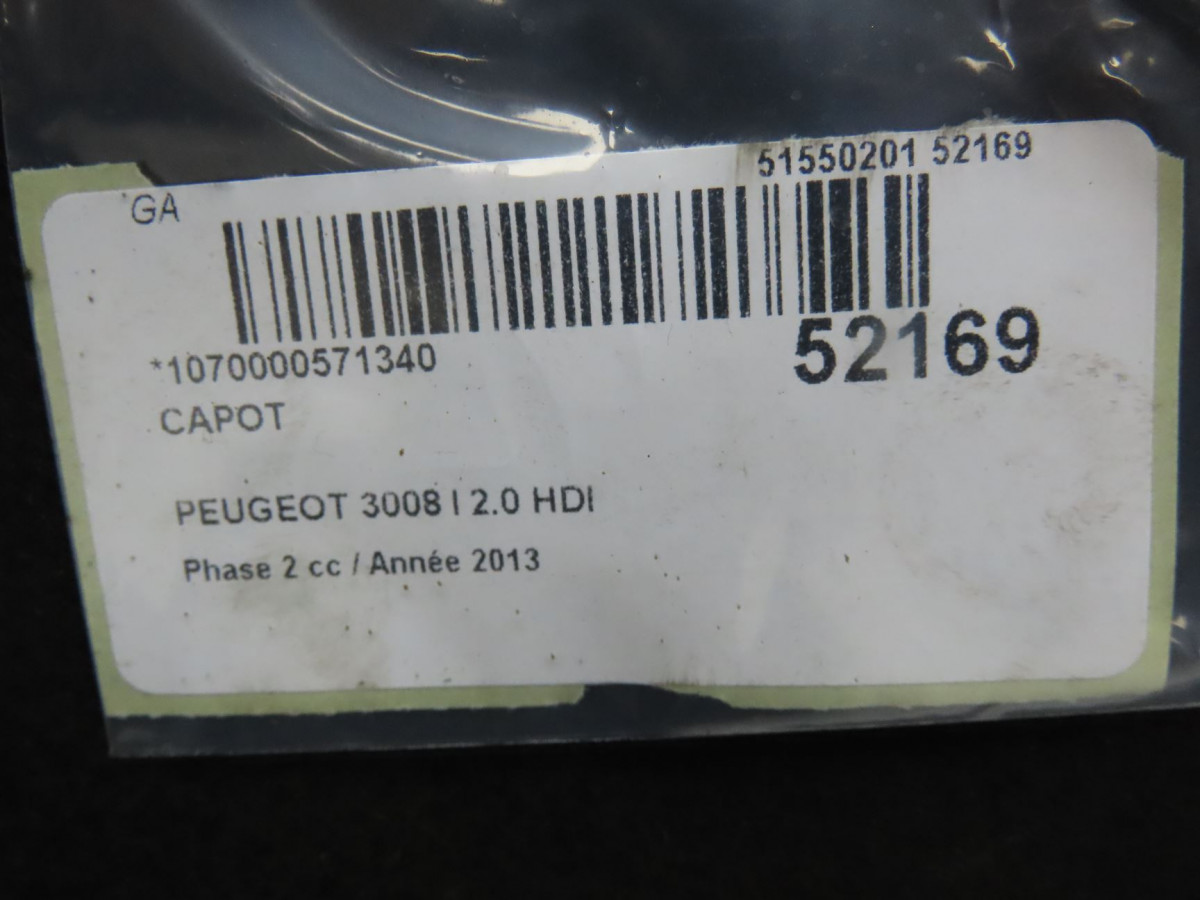 51550201 52169
GA
*1070000571340
52169
CAPOT
PEUGEOT 3008 I 2.0 HDI
Phase 2 cc / Année 2013